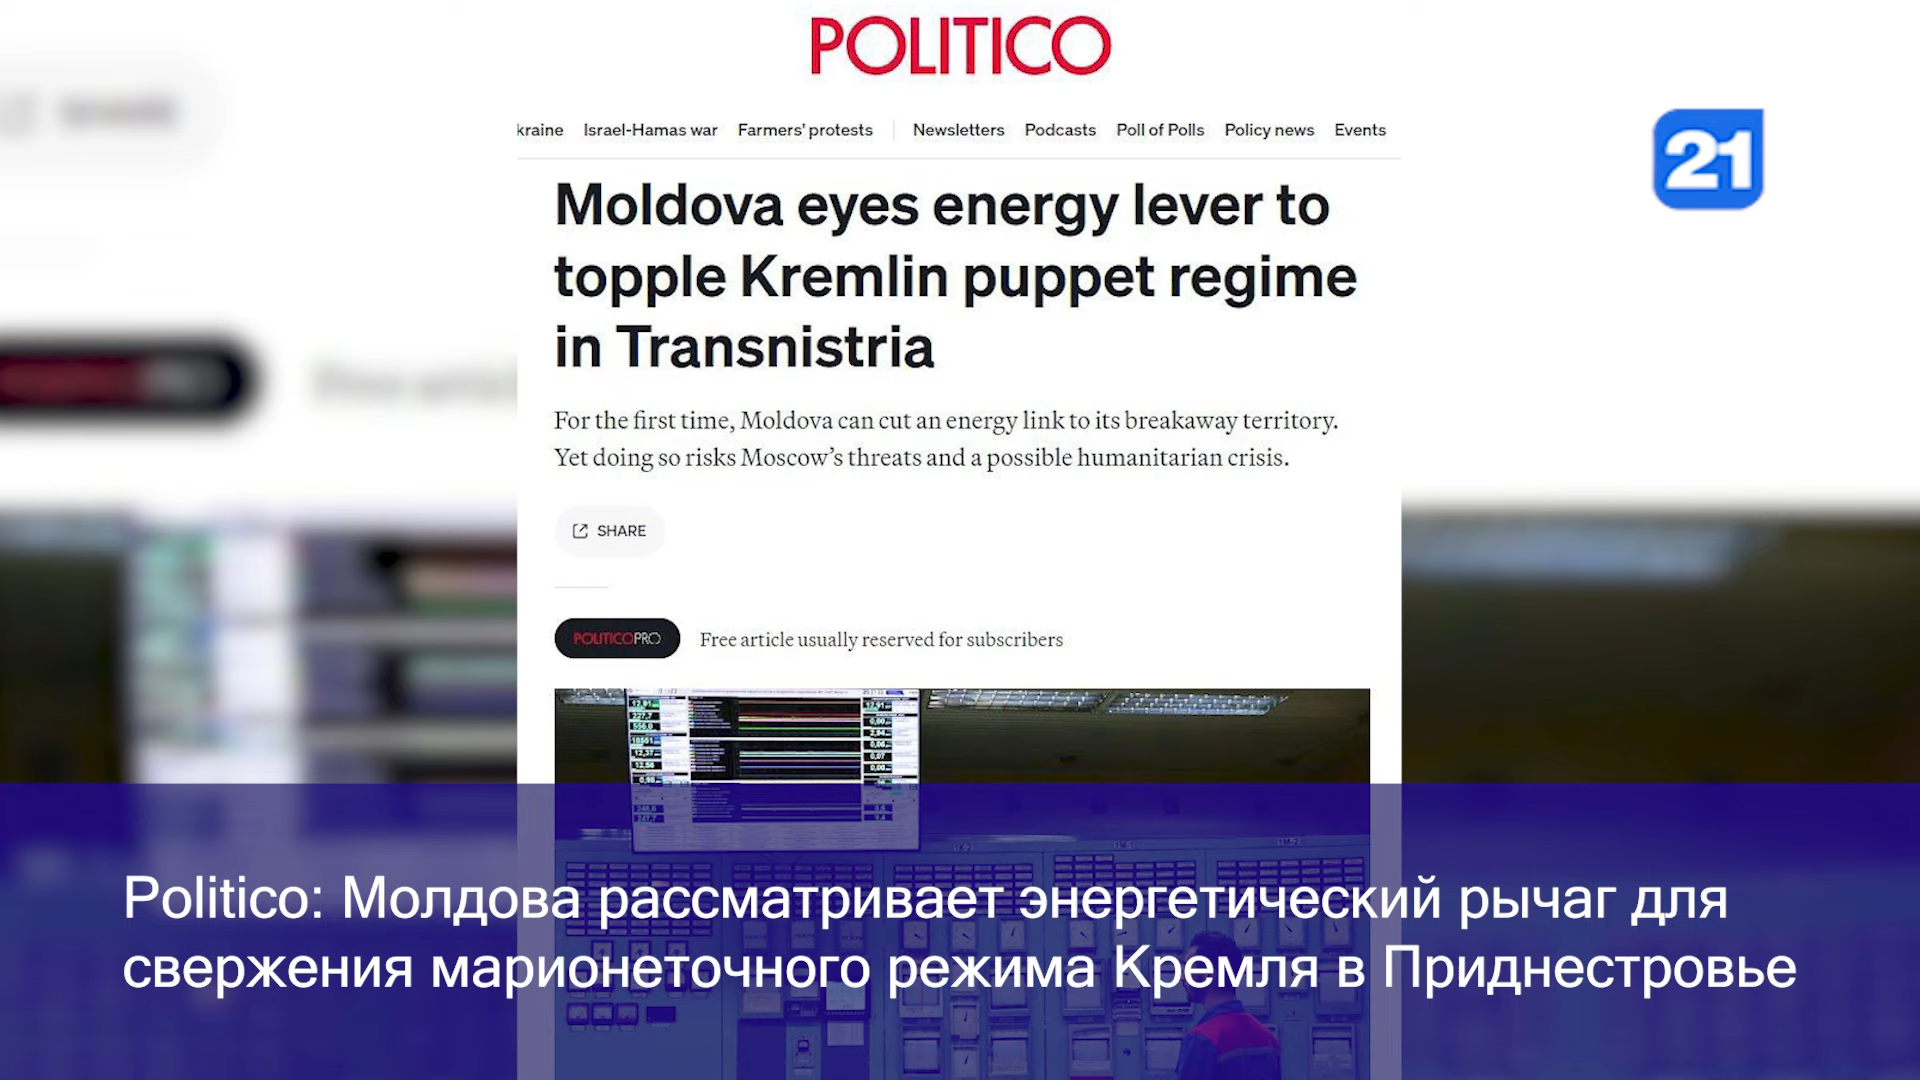 POLITICO
kraine Israel-Hamas war Farmers' protests Newsletters Podcasts Poll of Polls Policy news Events
21
Moldova eyes energy lever to
topple Kremlin puppet regime
in Transnistria
For the first time, Moldova can cut an energy link to its breakaway territory.
Yet doing so risks Moscow's threats and a possible humanitarian crisis.
SHARE
POLITICOPRO Free article usually reserved for subscribers
Politico: Молдова рассматривает энергетический рычаг для
свержения марионеточного режима Кремля в Приднестровье